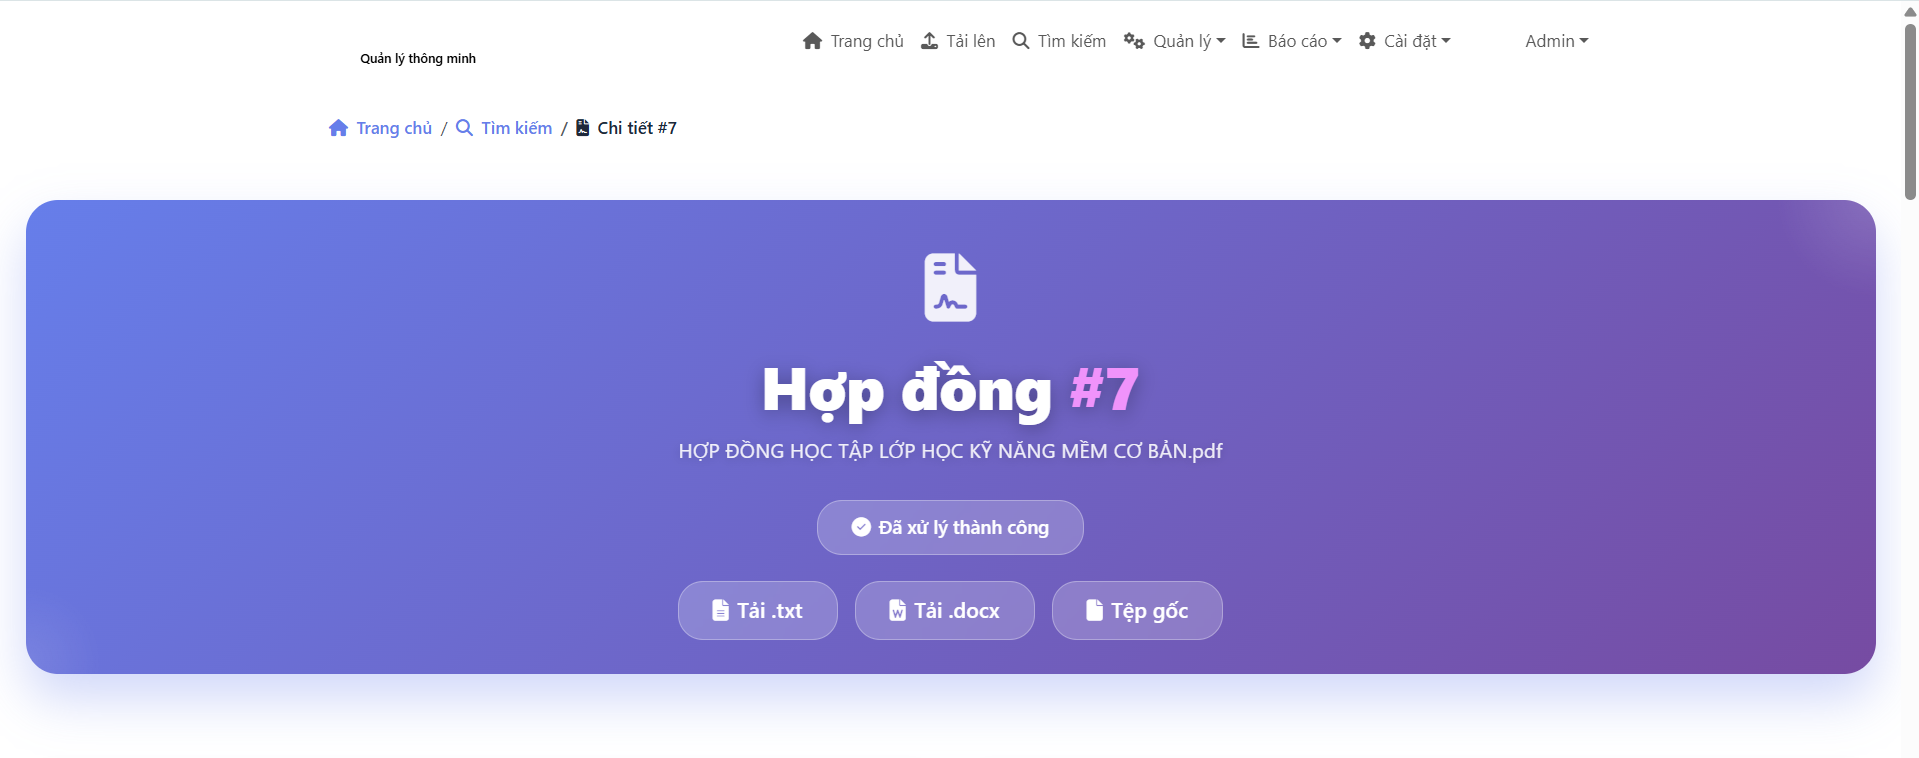 Quản lý thông minh
Trang chủ Tải lên Tìm kiếm Quản lý Báo cáo Cài đặt Admin
Trang chủ / Tìm kiếm / Chi tiết #7
Hợp đồng #7
HỢP ĐỒNG HỌC TẬP LỚP HỌC KỸ NĂNG MỀM CƠ BẢN.pdf
Đã xử lý thành công
Tải .txt Tải .docx Tệp gốc